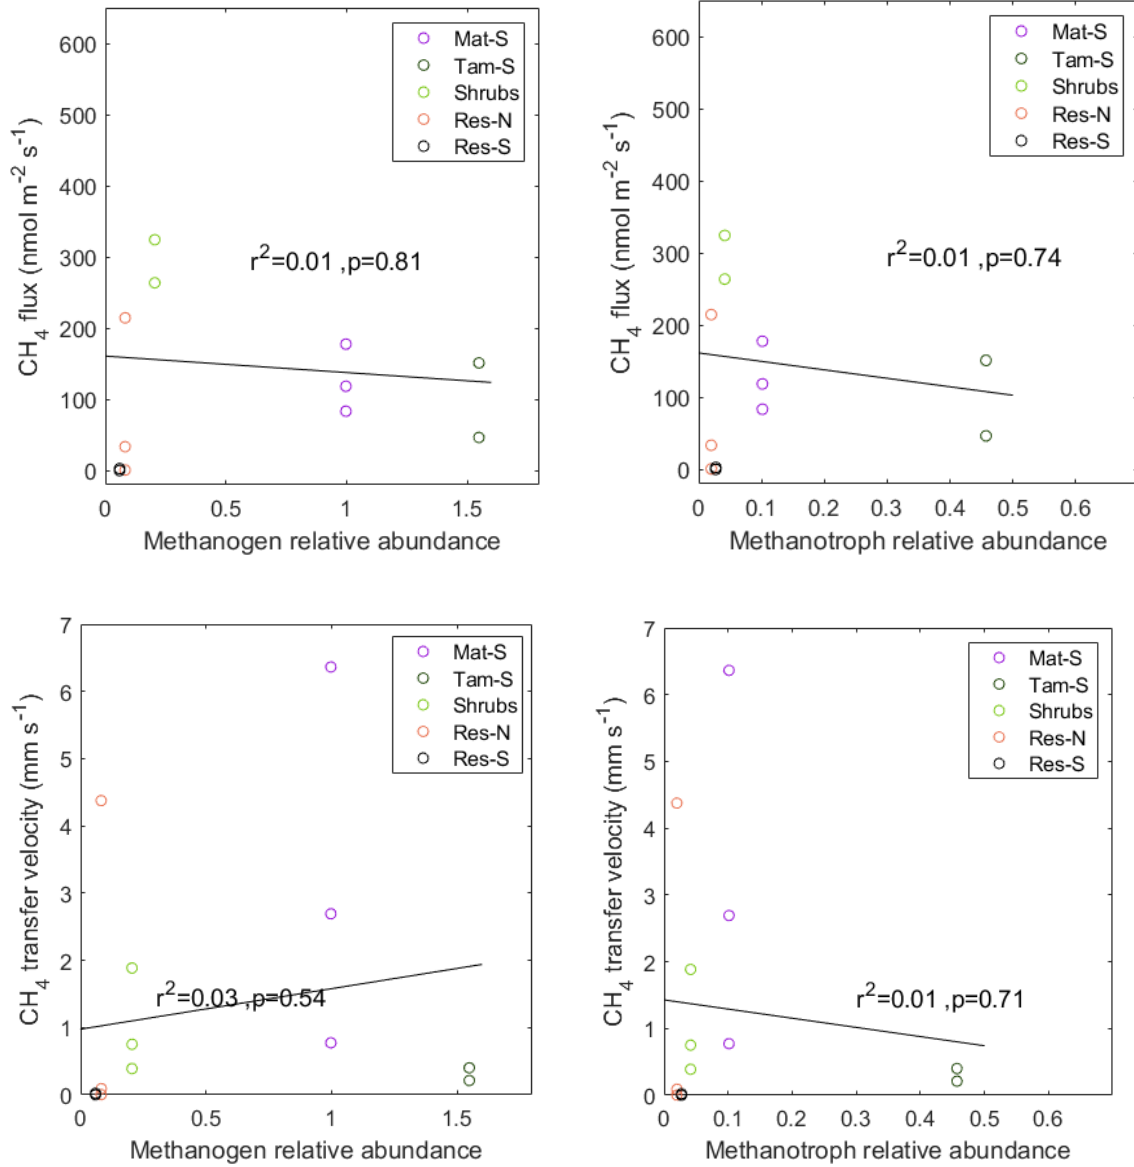 600
500
400
300
200
100
0
CH4 flux (nmol m-2 s-1)
Mat-S
Tam-S
Shrubs
Res-N
Res-S
r2=0.01 ,p=0.81
0 0.5 1 1.5
Methanogen relative abundance
600
500
400
300
200
100
0
CH4 flux (nmol m-2 s-1)
Mat-S
Tam-S
Shrubs
Res-N
Res-S
r2=0.01 ,p=0.74
0 0.1 0.2 0.3 0.4 0.5 0.6
Methanotroph relative abundance
7
6
5
4
3
2
1
0
CH4 transfer velocity (mm s-1)
Mat-S
Tam-S
Shrubs
Res-N
Res-S
r2=0.03 ,p=0.54
0 0.5 1 1.5
Methanogen relative abundance
7
6
5
4
3
2
1
0
CH4 transfer velocity (mm s-1)
Mat-S
Tam-S
Shrubs
Res-N
Res-S
r2=0.01 ,p=0.71
0 0.1 0.2 0.3 0.4 0.5 0.6
Methanotroph relative abundance